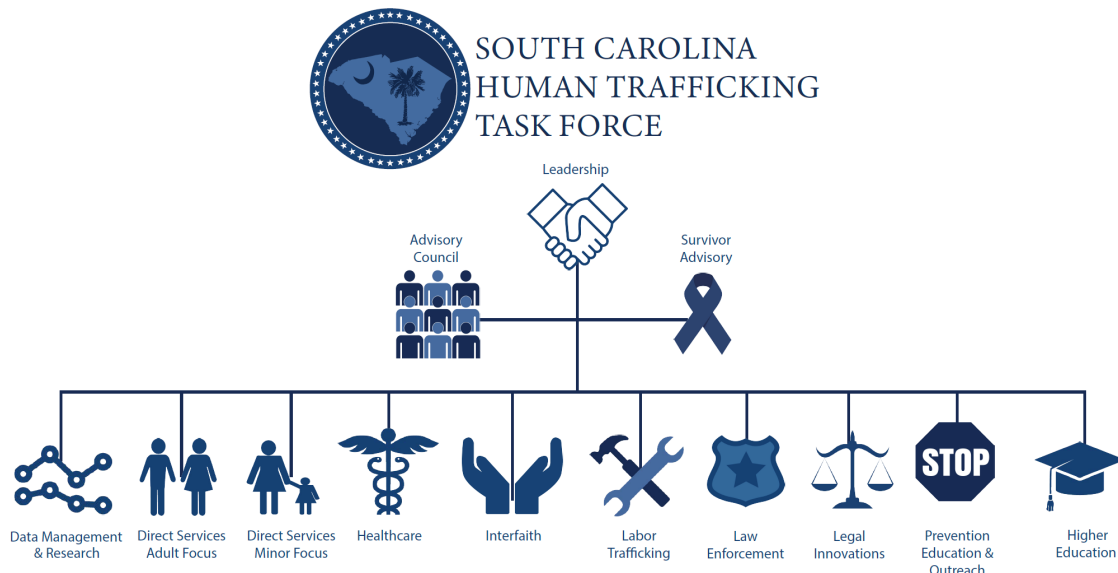 SOUTH CAROLINA
HUMAN TRAFFICKING
TASK FORCE
Leadership
Advisory
Council
Survivor
Advisory
STOP
Data Management
& Research
Direct Services
Adult Focus
Direct Services
Minor Focus
Healthcare
Interfaith
Labor
Trafficking
Law
Enforcement
Legal
Innovations
Prevention
Education &
Outreach
Higher
Education